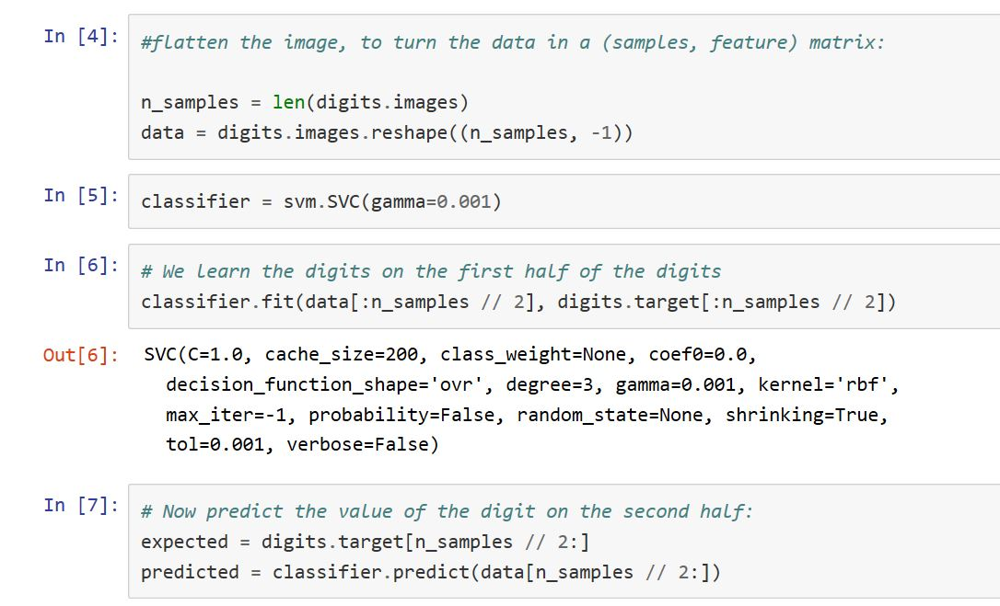 In [4]: #flatten the image, to turn the data in a (samples, feature) matrix:
n_samples = len(digits.images)
data = digits.images.reshape((n_samples, -1))
In [5]: classifier = svm.SVC(gamma=0.001)
In [6]: # We learn the digits on the first half of the digits
classifier.fit(data[:n_samples // 2], digits.target[:n_samples // 2])
Out[6]: SVC(C=1.0, cache_size=200, class_weight=None, coef0=0.0,
decision_function_shape='ovr', degree=3, gamma=0.001, kernel='rbf',
max_iter=-1, probability=False, random_state=None, shrinking=True,
tol=0.001, verbose=False)
In [7]: # Now predict the value of the digit on the second half:
expected = digits.target[n_samples // 2:]
predicted = classifier.predict(data[n_samples // 2:])